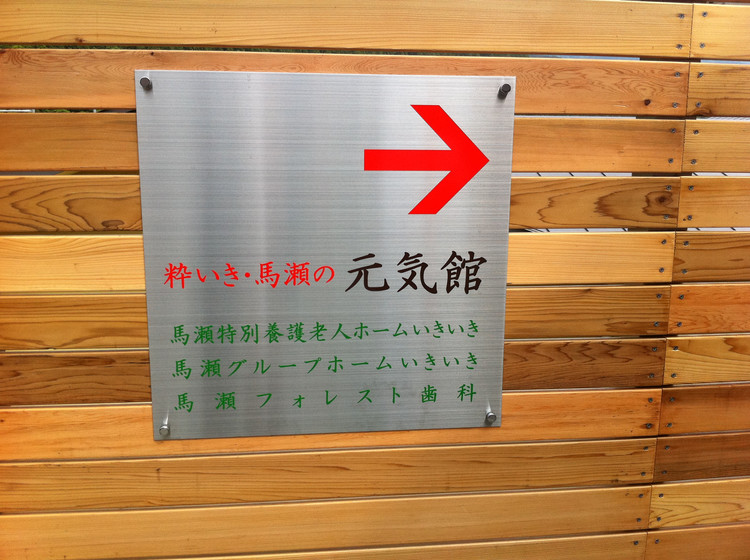 粋いき・馬瀬の 元気館
馬瀬特別養護老人ホームいきいき
馬瀬グループホームいきいき
馬瀬フォレスト歯科